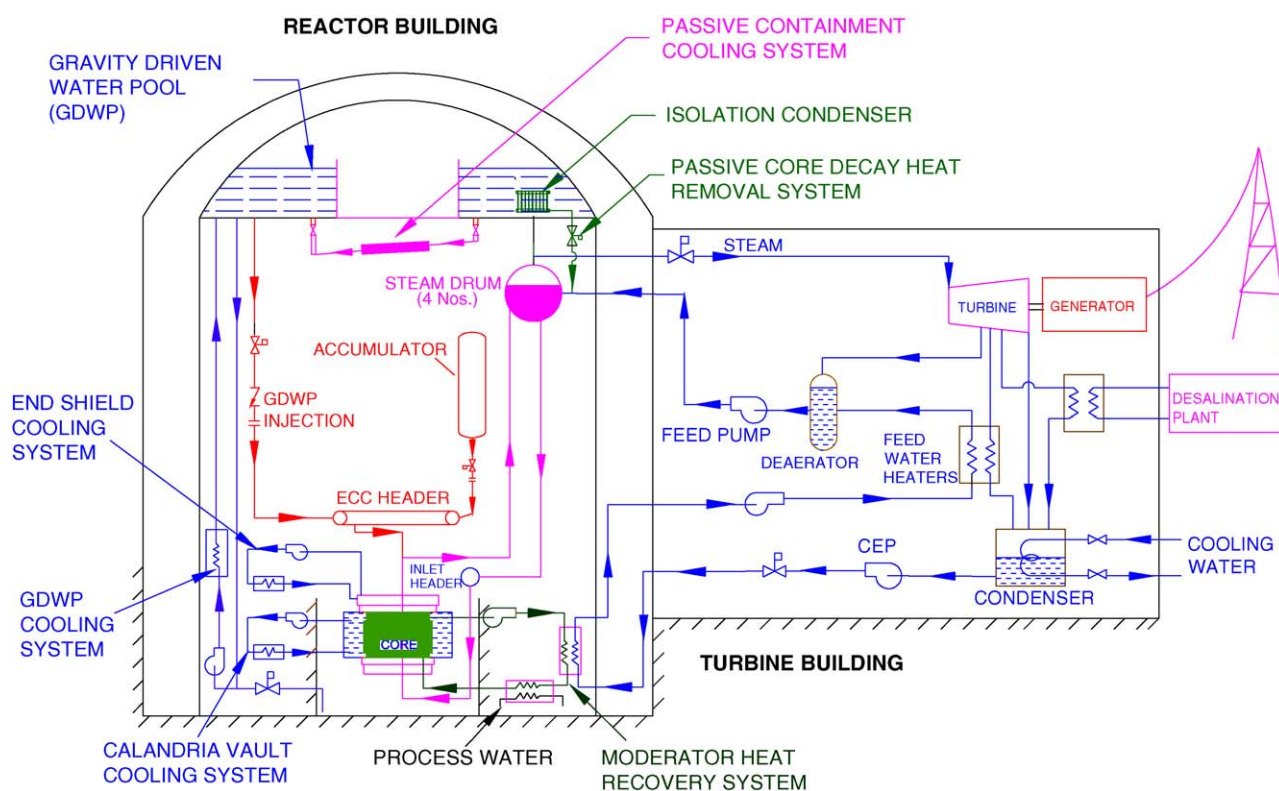 REACTOR BUILDING
PASSIVE CONTAINMENT
COOLING SYSTEM
GRAVITY DRIVEN
WATER POOL
(GDWP)
ISOLATION CONDENSER
PASSIVE CORE DECAY HEAT
REMOVAL SYSTEM
STEAM
STEAM DRUM
(4 Nos.)
TURBINE
GENERATOR
ACCUMULATOR
GDWP
INJECTION
END SHIELD
COOLING
SYSTEM
FEED PUMP
DEAERATOR
FEED
WATER
HEATERS
DESALINATION
PLANT
ECC HEADER
INLET
HEADER
CEP
CONDENSER
COOLING
WATER
GDWP
COOLING
SYSTEM
CORE
TURBINE BUILDING
CALANDRIA VAULT
COOLING SYSTEM
PROCESS WATER
MODERATOR HEAT
RECOVERY SYSTEM